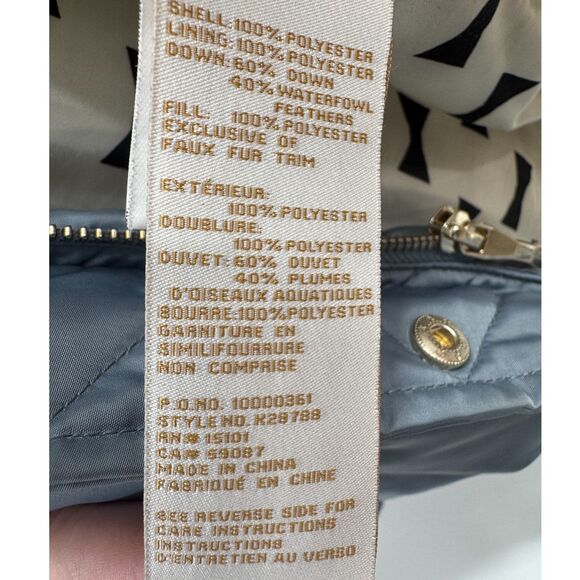 SHELL: 100% POLYESTER
LINING: 100% POLYESTER
DOWN: 60% DOWN
40% WATERFOWL
FEATHERS
FILL: 100% POLYESTER
EXCLUSIVE OF
FAUX FUR TRIM
EXTÉRIEUR:
100% POLYESTER
DOUBLURE:
100% POLYESTER
DUVET: 60% DUVET
40% PLUMES
D'OISEAUX AQUATIQUES
BOURRE: 100% POLYESTER
GARNITURE EN
SIMILIFOURRURE
NON COMPRISE
P.O.NO. 10000361
STYLE NO. K28788
RN# 15101
CA# 69087
MADE IN CHINA
FABRIQUÉ EN CHINE
SEE REVERSE SIDE FOR
CARE INSTRUCTIONS
INSTRUCTIONS
D'ENTRETIEN AU VERSO